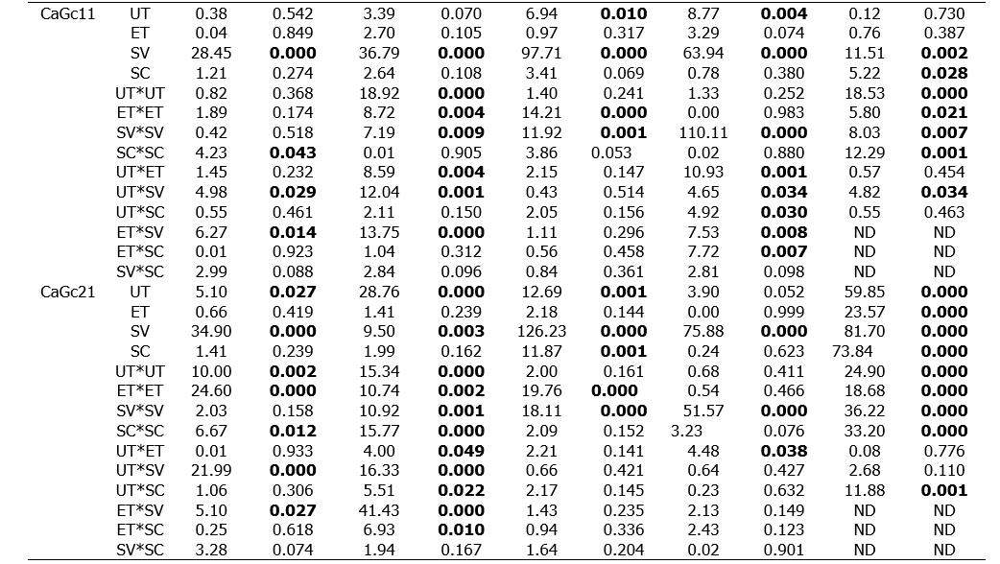 CaGc11 UT 0.38 0.542 3.39 0.070 6.94 0.010 8.77 0.004 0.12 0.730
ET 0.04 0.849 2.70 0.105 0.97 0.317 3.29 0.074 0.76 0.387
SV 28.45 0.000 36.79 0.000 97.71 0.000 63.94 0.000 11.51 0.002
SC 1.21 0.274 2.64 0.108 3.41 0.069 0.78 0.380 5.22 0.028
UT*UT 0.82 0.368 18.92 0.000 1.40 0.241 1.33 0.252 18.53 0.000
ET*ET 1.89 0.174 8.72 0.004 14.21 0.000 0.00 0.983 5.80 0.021
SV*SV 0.42 0.518 7.19 0.009 11.92 0.001 110.11 0.000 8.03 0.007
SC*SC 4.23 0.043 0.01 0.905 3.86 0.053 0.02 0.880 12.29 0.001
UT*ET 1.45 0.232 8.59 0.004 2.15 0.147 10.93 0.001 0.57 0.454
UT*SV 4.98 0.029 12.04 0.001 0.43 0.514 4.65 0.034 4.82 0.034
UT*SC 0.55 0.461 2.11 0.150 2.05 0.156 4.92 0.030 0.55 0.463
ET*SV 6.27 0.014 13.75 0.000 1.11 0.296 7.53 0.008 ND ND
ET*SC 0.01 0.923 1.04 0.312 0.56 0.458 7.72 0.007 ND ND
SV*SC 2.99 0.088 2.84 0.096 0.84 0.361 2.81 0.098 ND ND
CaGc21 UT 5.10 0.027 28.76 0.000 12.69 0.001 3.90 0.052 59.85 0.000
ET 0.66 0.419 1.41 0.239 2.18 0.144 0.00 0.999 23.57 0.000
SV 34.90 0.000 9.50 0.003 126.23 0.000 75.88 0.000 81.70 0.000
SC 1.41 0.239 1.99 0.162 11.87 0.001 0.24 0.623 73.84 0.000
UT*UT 10.00 0.002 15.34 0.000 2.00 0.161 0.68 0.411 24.90 0.000
ET*ET 24.60 0.000 10.74 0.002 19.76 0.000 0.54 0.466 18.68 0.000
SV*SV 2.03 0.158 10.92 0.001 18.11 0.000 51.57 0.000 36.22 0.000
SC*SC 6.67 0.012 15.77 0.000 2.09 0.152 3.23 0.076 33.20 0.000
UT*ET 0.01 0.933 4.00 0.049 2.21 0.141 4.48 0.038 0.08 0.776
UT*SV 21.99 0.000 16.33 0.000 0.66 0.421 0.64 0.427 2.68 0.110
UT*SC 1.06 0.306 5.51 0.022 2.17 0.145 0.23 0.632 11.88 0.001
ET*SV 5.10 0.027 41.43 0.000 1.43 0.235 2.13 0.149 ND ND
ET*SC 0.25 0.618 6.93 0.010 0.94 0.336 2.43 0.123 ND ND
SV*SC 3.28 0.074 1.94 0.167 1.64 0.204 0.02 0.901 ND ND